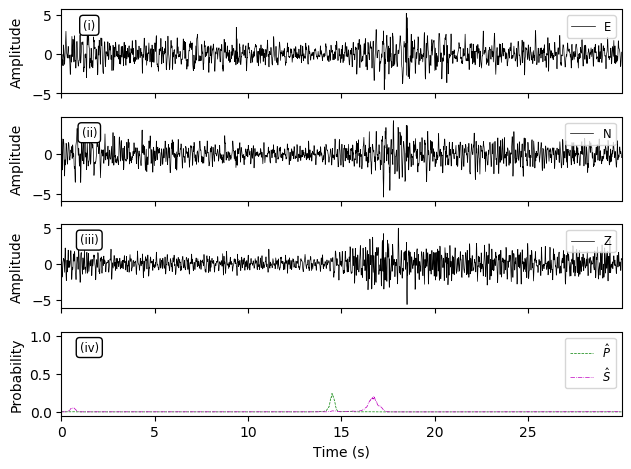 5
0
−5
Amplitude
(i)
E
0
−5
Amplitude
(ii)
N
5
0
−5
Amplitude
(iii)
Z
1.0
0.5
0.0
Probability
(iv)
P̂
Ŝ
0
5
10
15
20
25
Time (s)